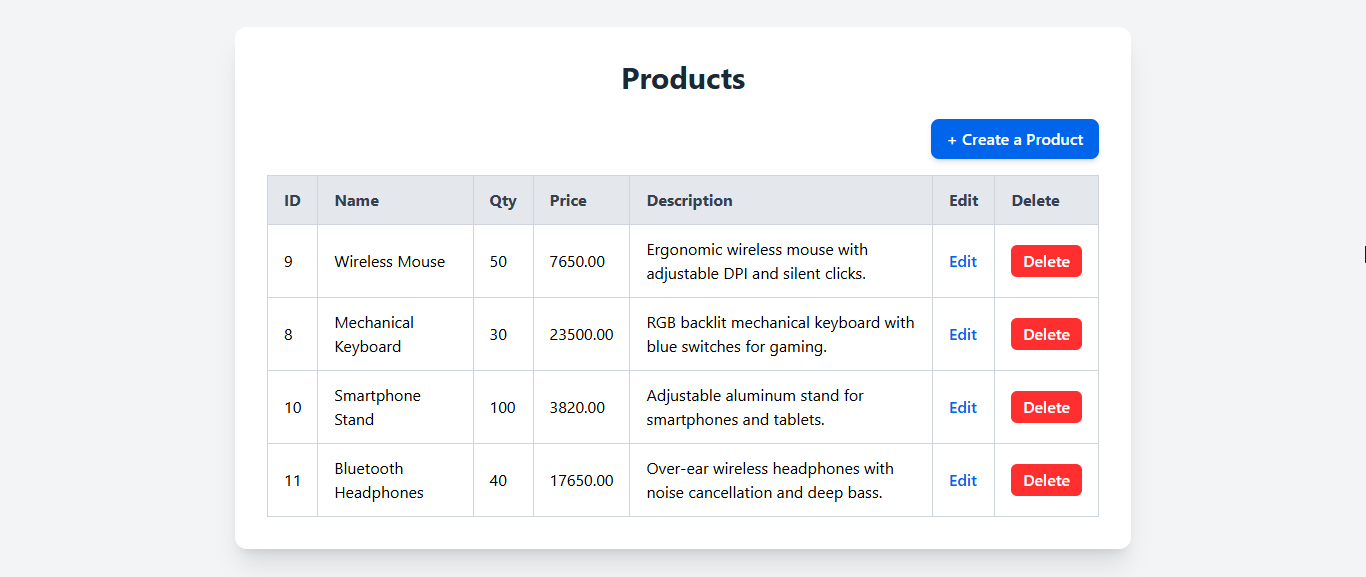 Products
+ Create a Product
ID Name Qty Price Description Edit Delete
9 Wireless Mouse 50 7650.00 Ergonomic wireless mouse with
adjustable DPI and silent clicks. Edit Delete
8 Mechanical
Keyboard 30 23500.00 RGB backlit mechanical keyboard with
blue switches for gaming. Edit Delete
10 Smartphone
Stand 100 3820.00 Adjustable aluminum stand for
smartphones and tablets. Edit Delete
11 Bluetooth
Headphones 40 17650.00 Over-ear wireless headphones with
noise cancellation and deep bass. Edit Delete